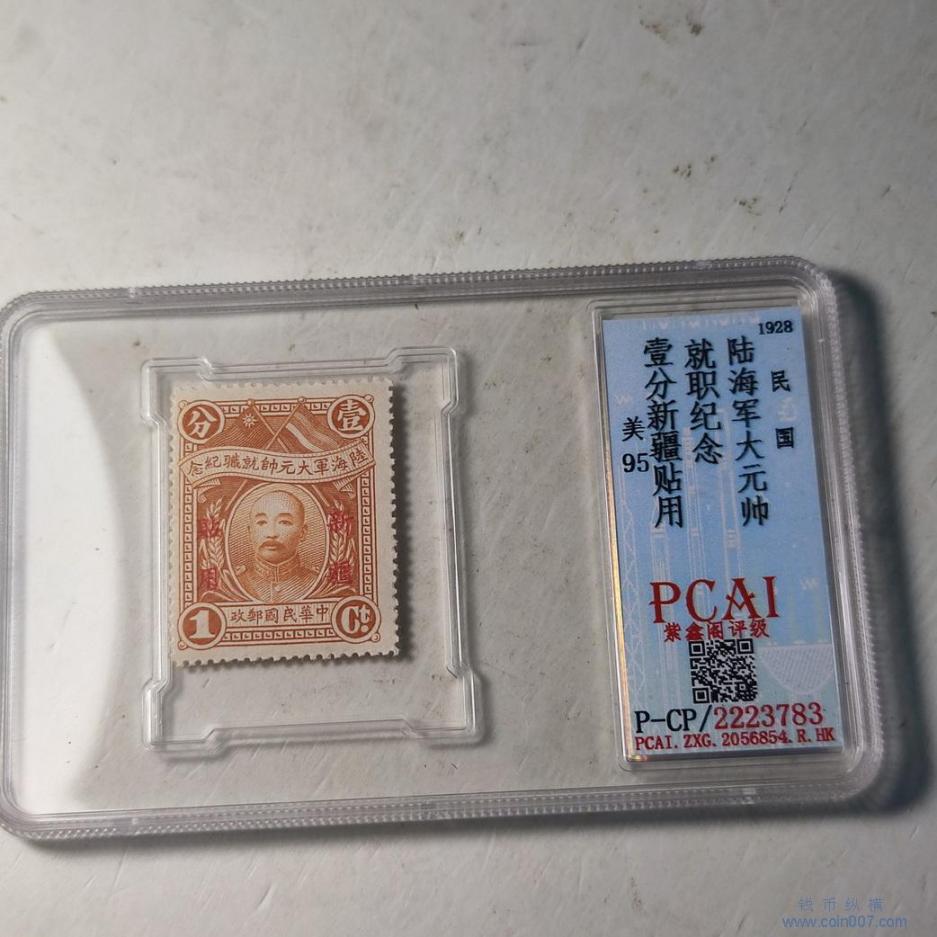 壹 分
念紀職就帥元大軍海陸
新疆
貼用
1 Ct.
政郵國民華中
1928
民国
陆海军大元帅
就职纪念
壹分新疆贴用
美
95
PCAI
紫鑫阁评级
P-CP/2223783
PCAI. ZXG. 2056854. R. HK
钱币纵横
www.coin007.com